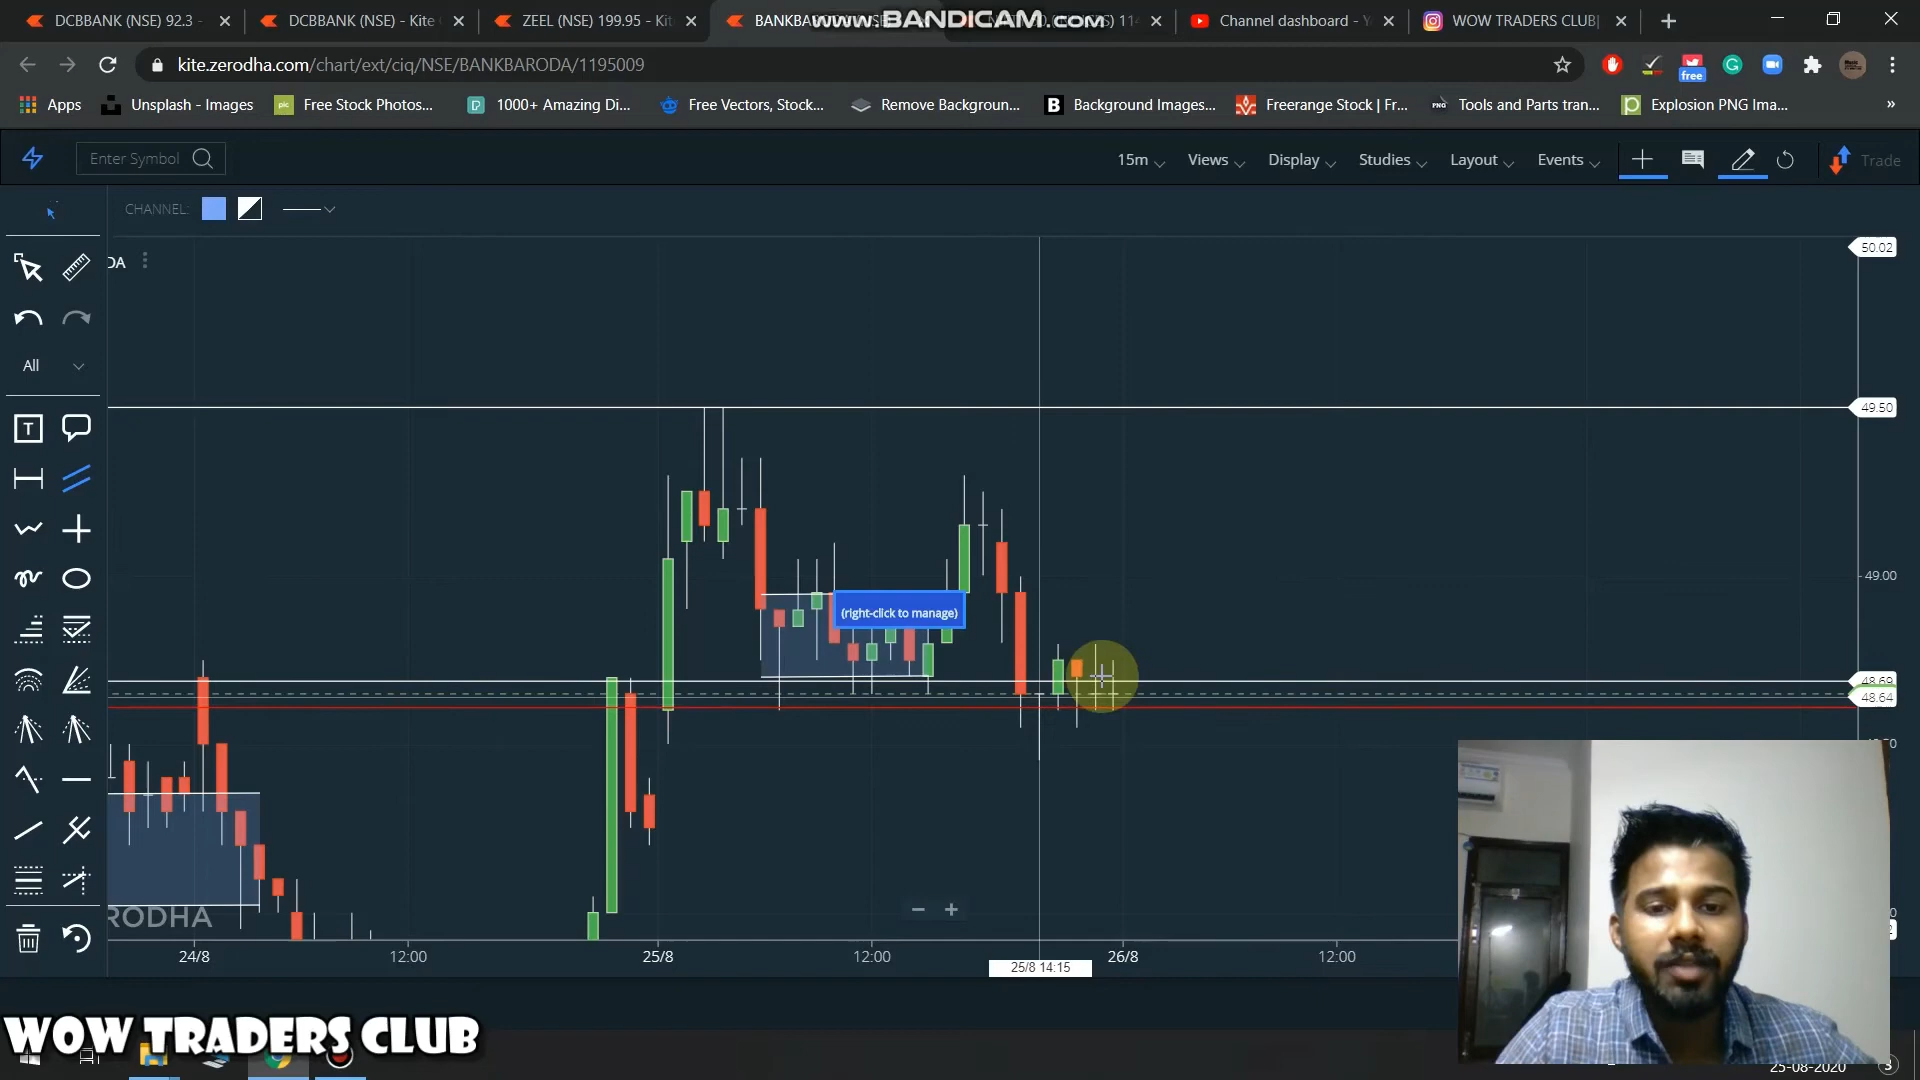 DCBBANK (NSE) 92.3 -
DCBBANK (NSE) - Kite
ZEEL (NSE) 199.95 - Kit
BANKBA
www.BANDICAM.com
Channel dashboard - Y
WOW TRADERS CLUB|
kite.zerodha.com/chart/ext/ciq/NSE/BANKBARODA/1195009
free
Apps
Unsplash - Images
Free Stock Photos...
1000+ Amazing Di...
Free Vectors, Stock...
Remove Backgroun...
Background Images...
Freerange Stock | Fr...
Tools and Parts tran...
Explosion PNG Ima...
»
Enter Symbol
15m
Views
Display
Studies
Layout
Events
Trade
CHANNEL:
DA
All
T
50.02
49.50
49.00
48.69
48.64
(right-click to manage)
RODHA
24/8
12:00
25/8
12:00
25/8 14:15
26/8
12:00
WOW TRADERS CLUB
25-08-2020
3